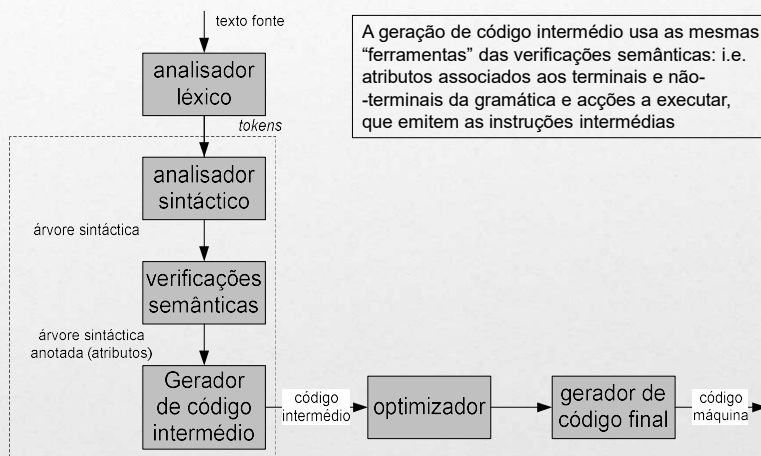 texto fonte
A geração de código intermédio usa as mesmas
“ferramentas” das verificações semânticas: i.e.
atributos associados aos terminais e não-
-terminais da gramática e acções a executar,
que emitem as instruções intermédias
analisador
léxico
tokens
analisador
sintáctico
árvore sintáctica
verificações
semânticas
árvore sintáctica
anotada (atributos)
Gerador
de código
intermédio
código
intermédio
optimizador
gerador de
código final
código
máquina